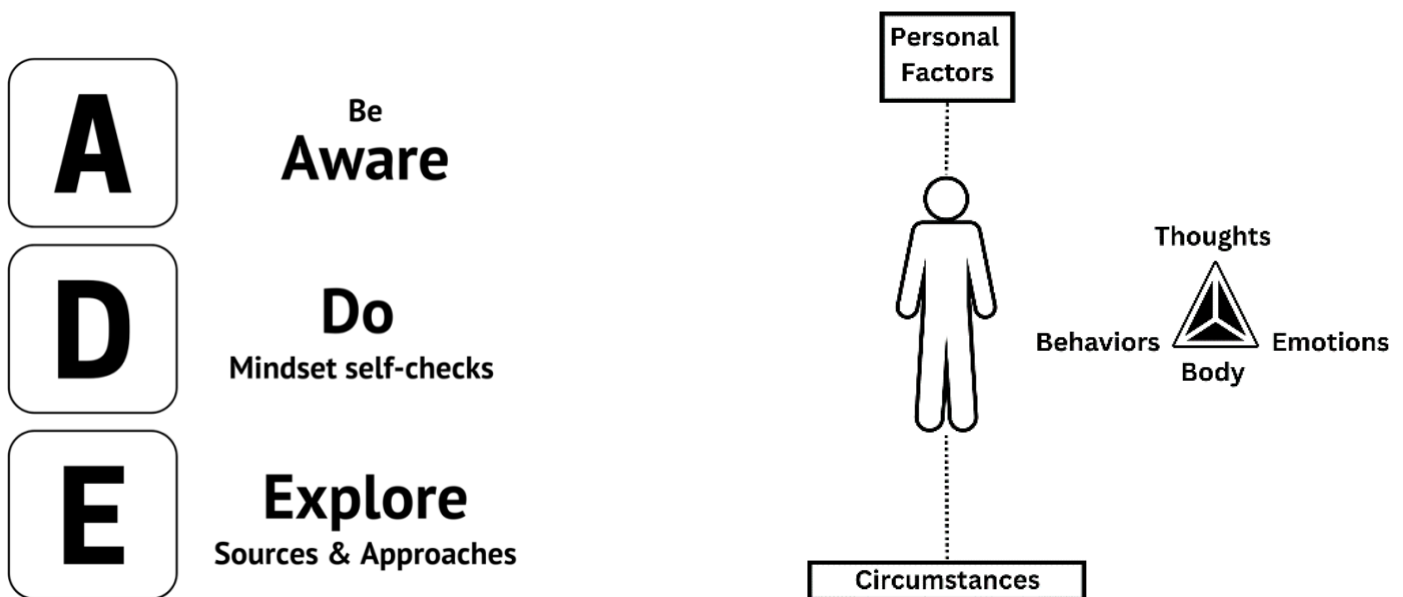 A
Be
Aware
D
Do
Mindset self-checks
E
Explore
Sources & Approaches
Personal
Factors
Thoughts
Behaviors
Emotions
Body
Circumstances